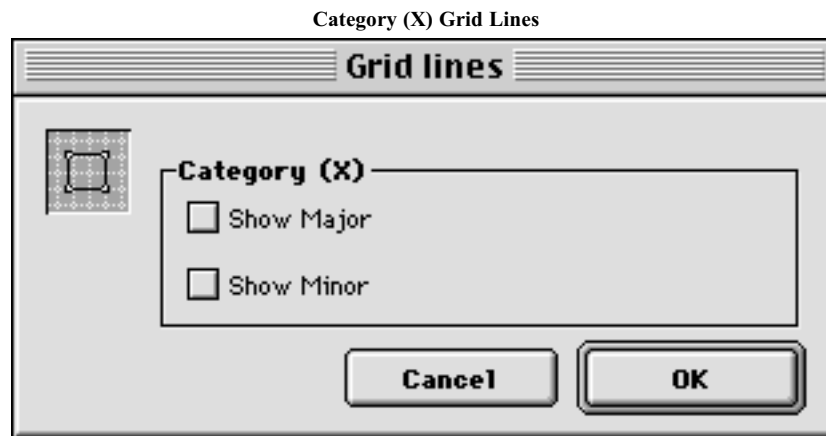 Category (X) Grid Lines
Grid lines
Category (X)
Show Major
Show Minor
Cancel
OK